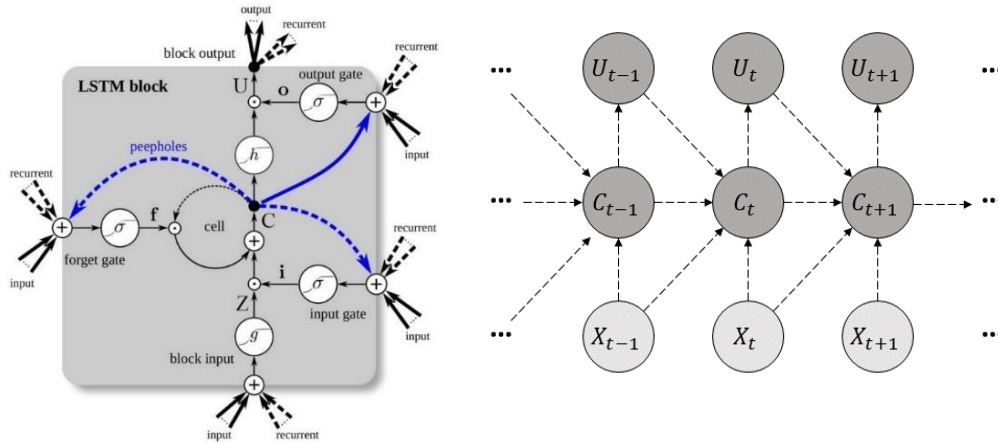 output
recurrent
block output
recurrent
LSTM block
U
o
output gate
σ
+
h
input
peepholes
recurrent
f
σ
+
C
cell
forget gate
input
+
recurrent
i
σ
+
input gate
input
Z
g
block input
+
input
recurrent
... U_{t-1} U_t U_{t+1} ...
... C_{t-1} C_t C_{t+1} ...
... X_{t-1} X_t X_{t+1} ...